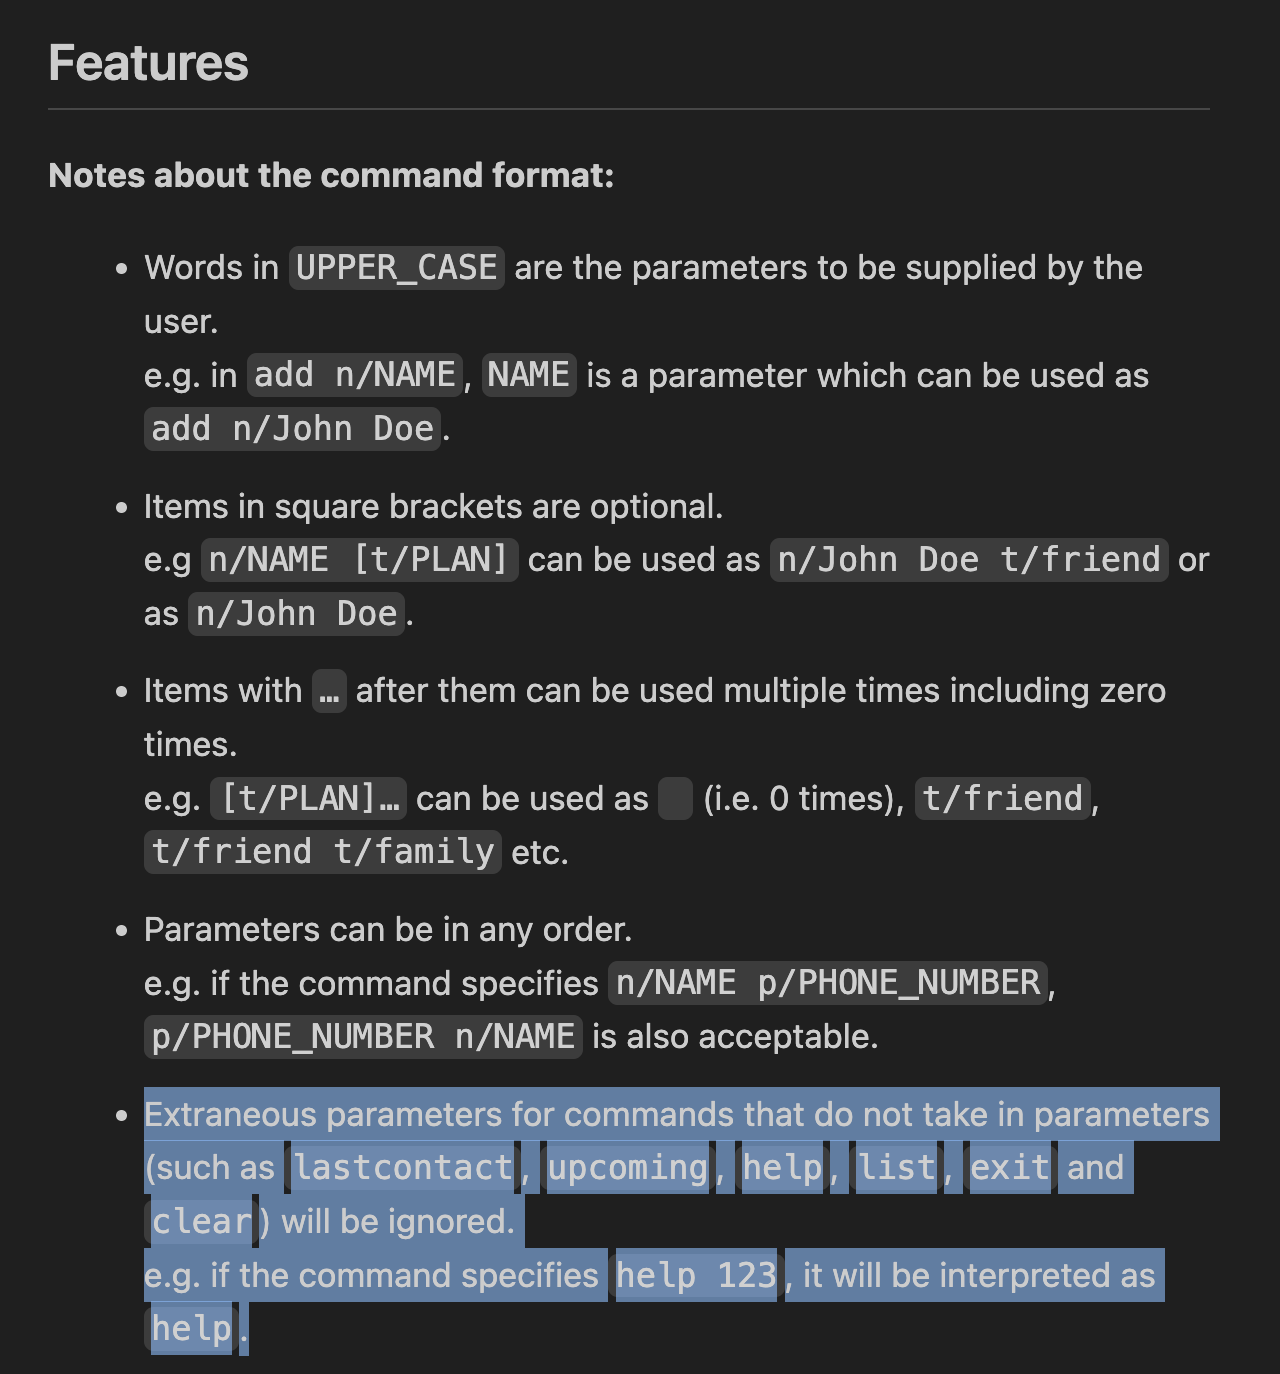 Features
Notes about the command format:
• Words in UPPER_CASE are the parameters to be supplied by the
user.
e.g. in add n/NAME, NAME is a parameter which can be used as
add n/John Doe.
• Items in square brackets are optional.
e.g n/NAME [t/PLAN] can be used as n/John Doe t/friend or
as n/John Doe.
• Items with … after them can be used multiple times including zero
times.
e.g. [t/PLAN]… can be used as (i.e. 0 times), t/friend,
t/friend t/family etc.
• Parameters can be in any order.
e.g. if the command specifies n/NAME p/PHONE_NUMBER,
p/PHONE_NUMBER n/NAME is also acceptable.
• Extraneous parameters for commands that do not take in parameters
(such as lastcontact, upcoming, help, list, exit and
clear) will be ignored.
e.g. if the command specifies help 123, it will be interpreted as
help.